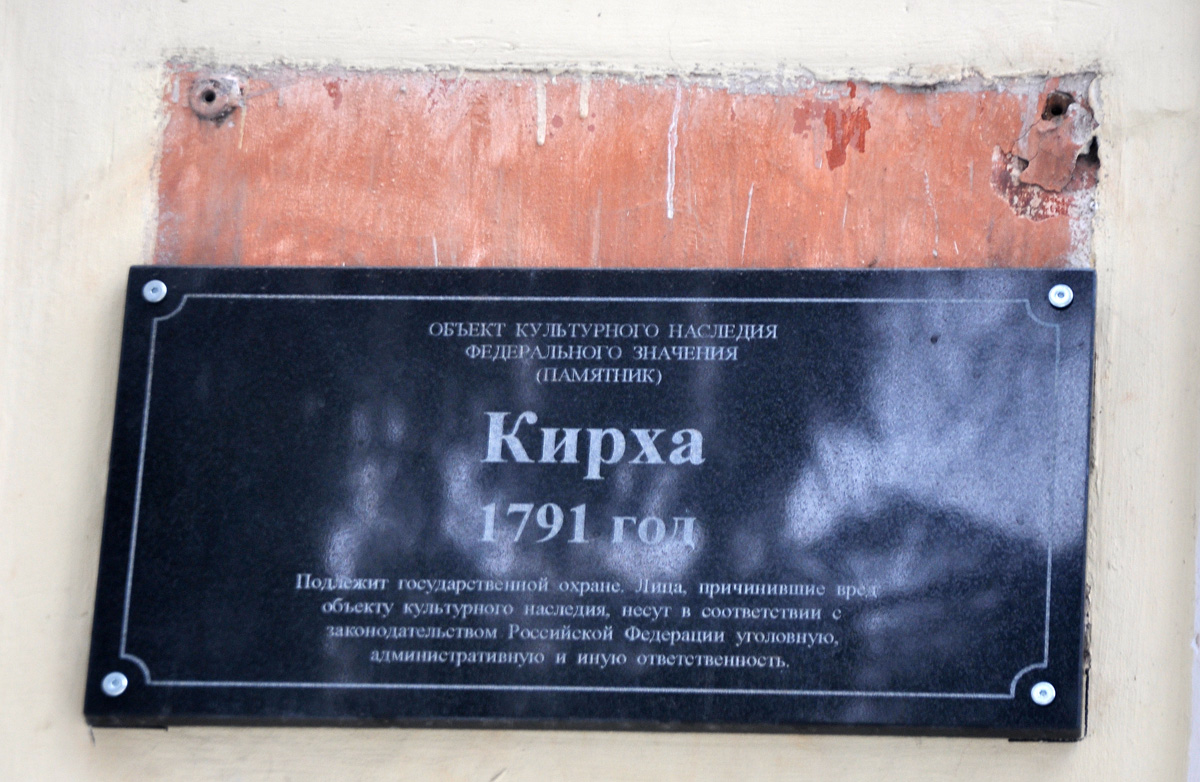 ОБЪЕКТ КУЛЬТУРНОГО НАСЛЕДИЯ
ФЕДЕРАЛЬНОГО ЗНАЧЕНИЯ
(ПАМЯТНИК)
Кирха
1791 год
Подлежит государственной охране. Лица, причинившие вред
объекту культурного наследия, несут в соответствии с
законодательством Российской Федерации уголовную,
административную и иную ответственность.